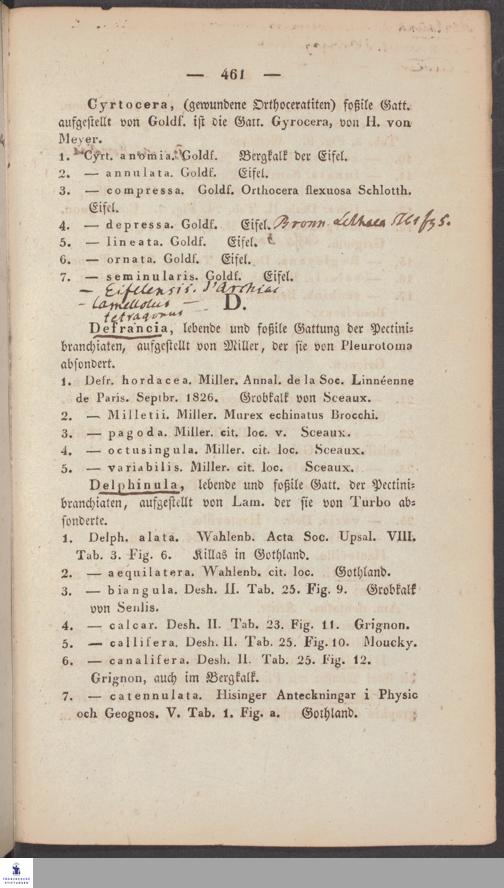 — 461 —
Cyrtocera, (gewundene Orthoceratiten) foßile Gatt.
aufgestellt von Goldf. ist die Gatt. Gyrocera, von H. von
Meyer.
1. Cyrt. anomia. Goldf. Bergkalk der Eifel.
2. — annulata. Goldf. Eifel.
3. — compressa. Goldf. Orthocera flexuosa Schlotth.
Eifel.
4. — depressa. Goldf. Eifel. Bronn Lethaea
5. — lineata. Goldf. Eifel.
6. — ornata. Goldf. Eifel.
7. — seminularis. Goldf. Eifel.
— Eifelensis. d'Archiac
— lamellosus —
tetragonus —
D.
Defrancia, lebende und foßile Gattung der Pectini-
branchiaten, aufgestellt von Miller, der sie von Pleurotoma
absondert.
1. Defr. hordacea. Miller. Annal. de la Soc. Linnéenne
de Paris. Septbr. 1826. Grobkalk von Sceaux.
2. — Milletii. Miller. Murex echinatus Brocchi.
3. — pagoda. Miller. cit. loc. v. Sceaux.
4. — octusingula. Miller. cit. loc. Sceaux.
5. — variabilis. Miller. cit. loc. Sceaux.
Delphinula, lebende und foßile Gatt. der Pectini-
branchiaten, aufgestellt von Lam. der sie von Turbo ab-
sonderte.
1. Delph. alata. Wahlenb. Acta Soc. Upsal. VIII.
Tab. 3. Fig. 6. Killas in Gothland.
2. — aequilatera. Wahlenb. cit. loc. Gothland.
3. — biangula. Desh. II. Tab. 25. Fig. 9. Grobkalk
von Senlis.
4. — calcar. Desh. II. Tab. 23. Fig. 11. Grignon.
5. — callifera. Desh. II. Tab. 25. Fig. 10. Moucky.
6. — canalifera. Desh. II. Tab. 25. Fig. 12.
Grignon, auch im Bergkalk.
7. — catennulata. Hisinger Anteckningar i Physic
och Geognos. V. Tab. 1. Fig. a. Gothland.